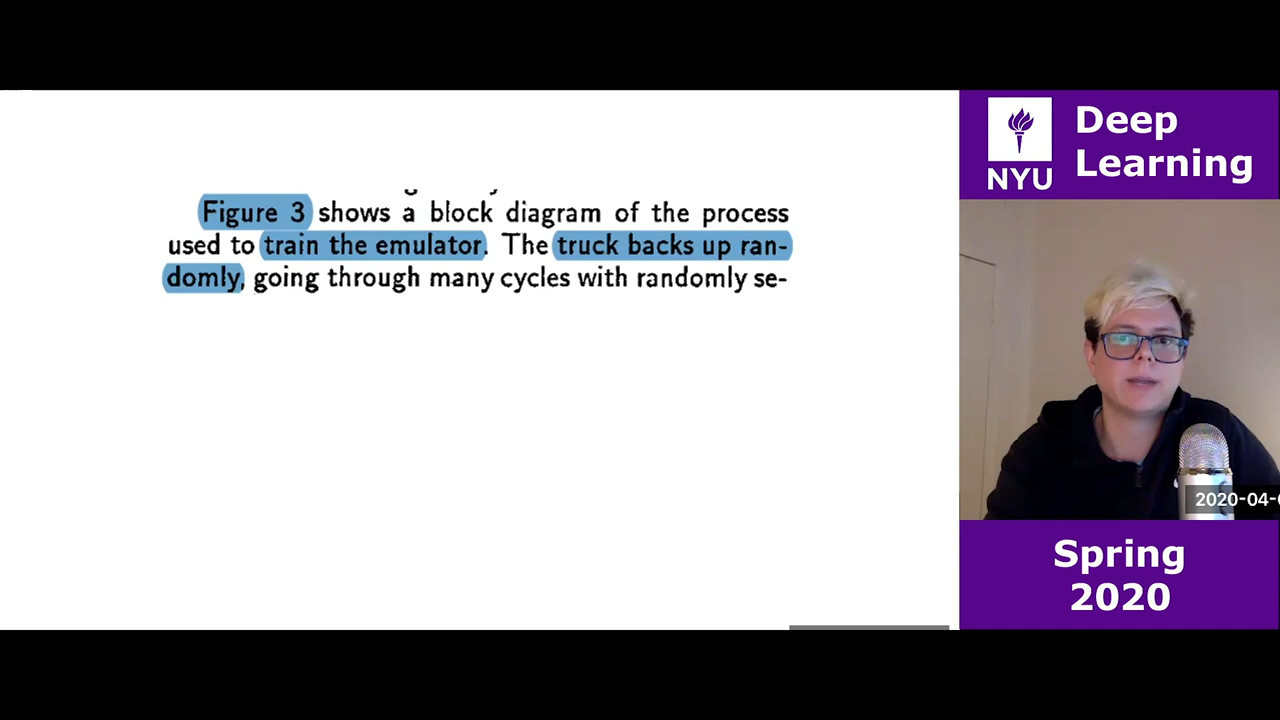 Figure 3 shows a block diagram of the process
used to train the emulator. The truck backs up ran-
domly, going through many cycles with randomly se-
NYU
Deep
Learning
2020-04-
Spring
2020